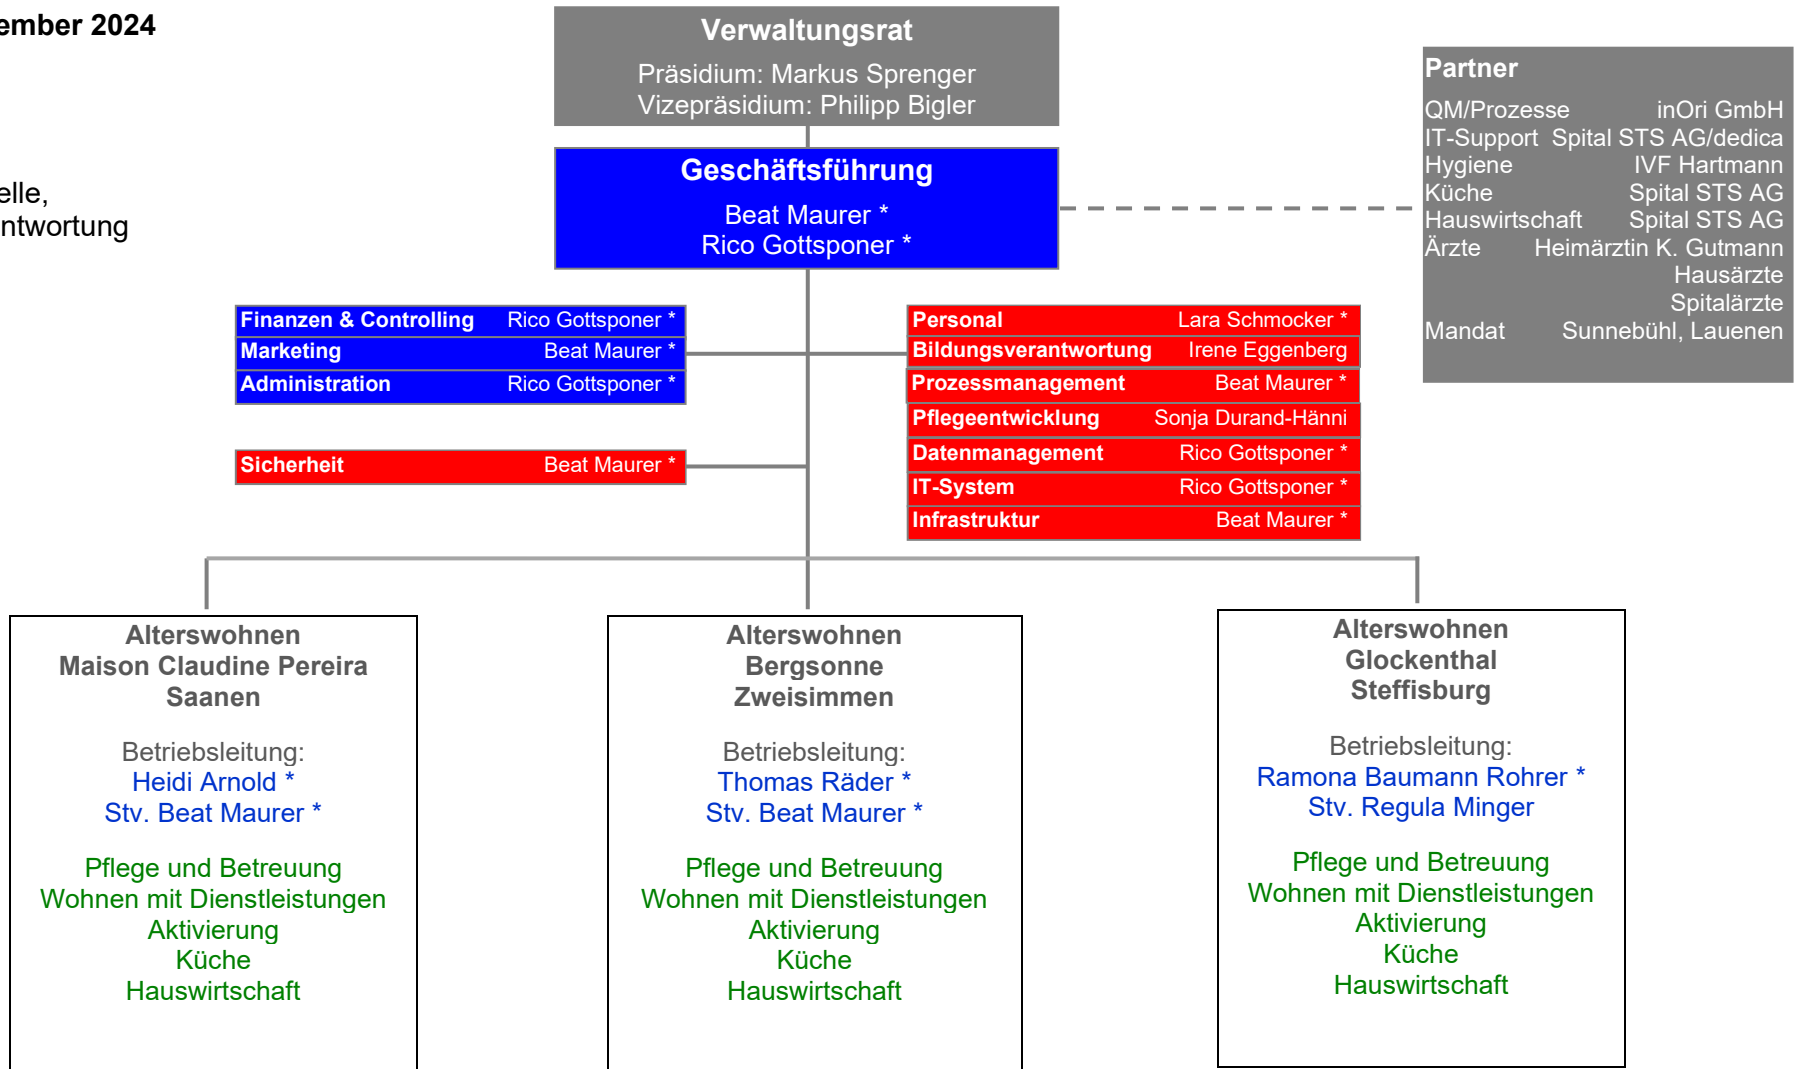 ember 2024
elle,
ntwortung
Verwaltungsrat
Präsidium: Markus Sprenger
Vizepräsidium: Philipp Bigler
Geschäftsführung
Beat Maurer *
Rico Gottsponer *
Partner
QM/Prozesse inOri GmbH
IT-Support Spital STS AG/dedica
Hygiene IVF Hartmann
Küche Spital STS AG
Hauswirtschaft Spital STS AG
Ärzte Heimärztin K. Gutmann
Hausärzte
Spitalärzte
Mandat Sunnebühl, Lauenen
Finanzen & Controlling Rico Gottsponer *
Marketing Beat Maurer *
Administration Rico Gottsponer *
Sicherheit Beat Maurer *
Personal Lara Schmocker *
Bildungsverantwortung Irene Eggenberg
Prozessmanagement Beat Maurer *
Pflegeentwicklung Sonja Durand-Hänni
Datenmanagement Rico Gottsponer *
IT-System Rico Gottsponer *
Infrastruktur Beat Maurer *
Alterswohnen
Maison Claudine Pereira
Saanen
Betriebsleitung:
Heidi Arnold *
Stv. Beat Maurer *
Pflege und Betreuung
Wohnen mit Dienstleistungen
Aktivierung
Küche
Hauswirtschaft
Alterswohnen
Bergsonne
Zweisimmen
Betriebsleitung:
Thomas Räder *
Stv. Beat Maurer *
Pflege und Betreuung
Wohnen mit Dienstleistungen
Aktivierung
Küche
Hauswirtschaft
Alterswohnen
Glockenthal
Steffisburg
Betriebsleitung:
Ramona Baumann Rohrer *
Stv. Regula Minger
Pflege und Betreuung
Wohnen mit Dienstleistungen
Aktivierung
Küche
Hauswirtschaft